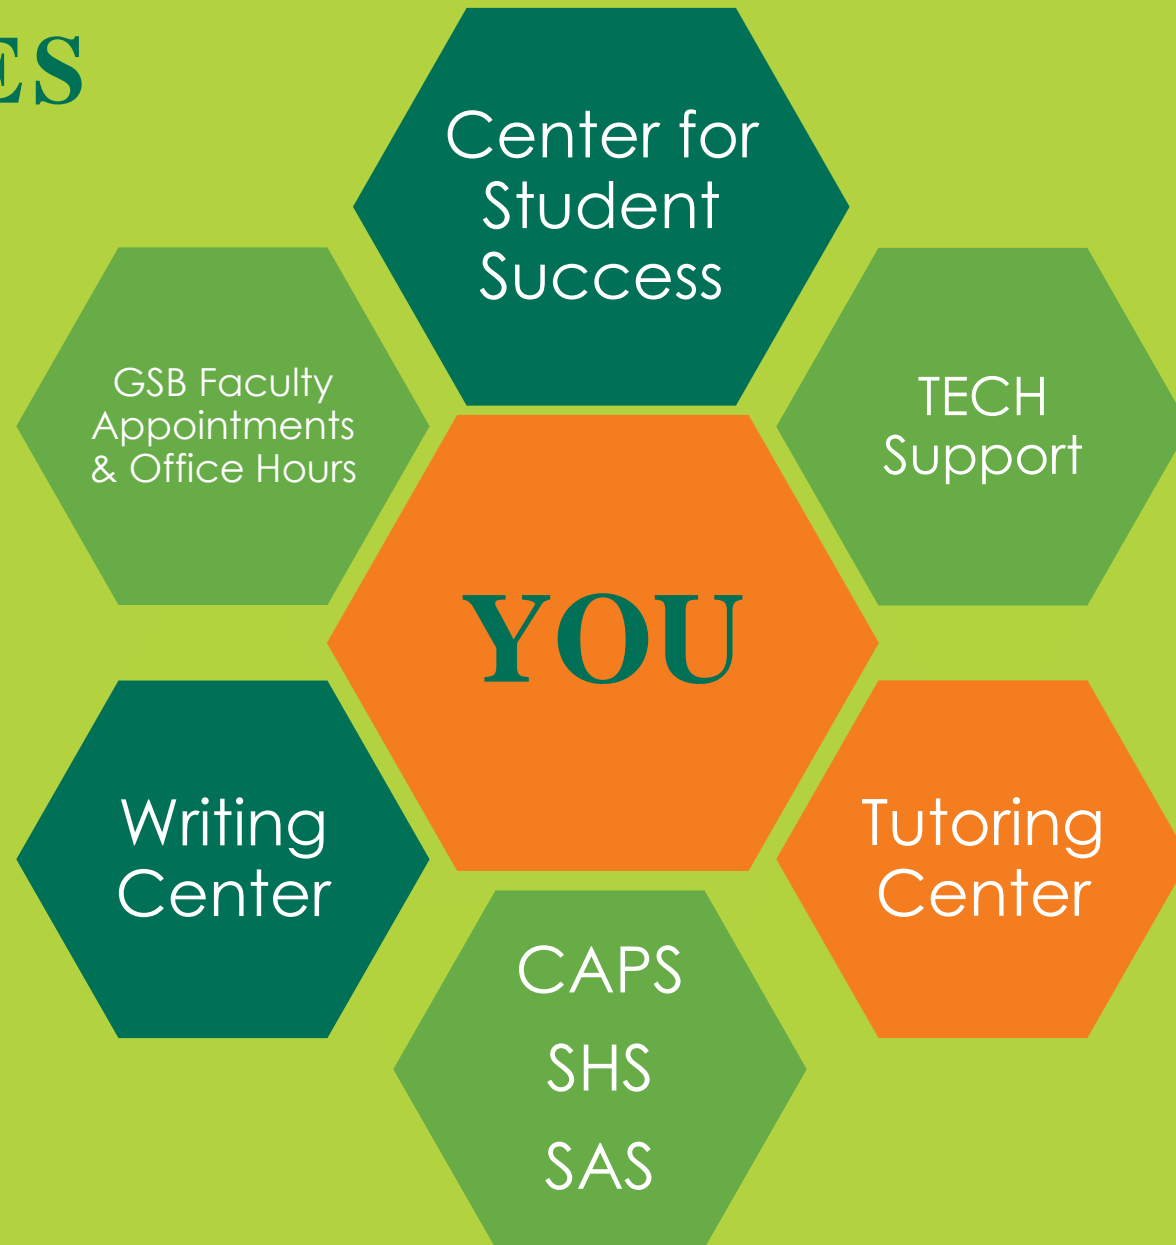 ES
Center for
Student
Success
GSB Faculty
Appointments
& Office Hours
TECH
Support
YOU
Writing
Center
Tutoring
Center
CAPS
SHS
SAS